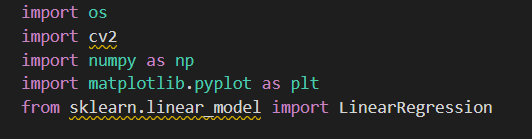 import os
import cv2
import numpy as np
import matplotlib.pyplot as plt
from sklearn.linear_model import LinearRegression